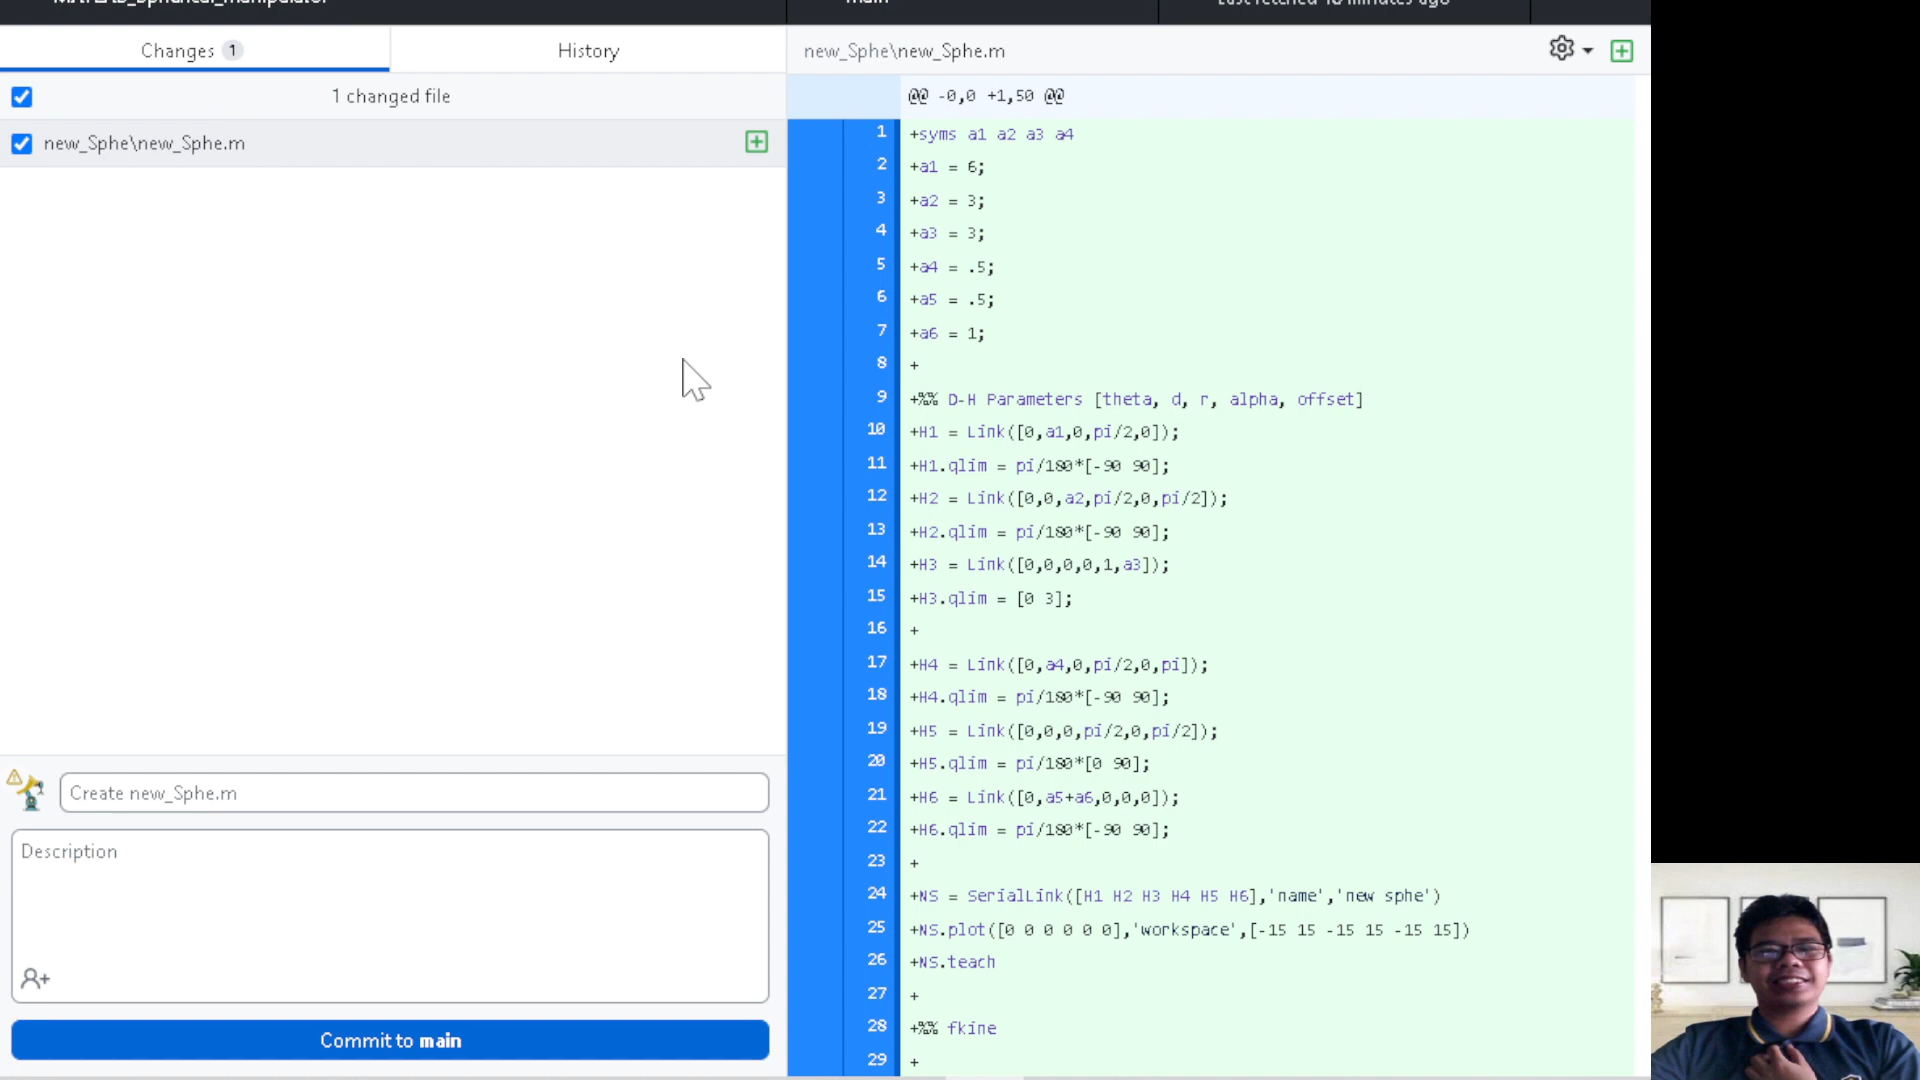 MATLAB_Spherical_manipulator
main
Last fetched 48 minutes ago
Changes 1
History
new_Sphe\new_Sphe.m
1 changed file
@@ -0,0 +1,50 @@
new_Sphe\new_Sphe.m
1 +syms a1 a2 a3 a4
2 +a1 = 6;
3 +a2 = 3;
4 +a3 = 3;
5 +a4 = .5;
6 +a5 = .5;
7 +a6 = 1;
8 +
9 +%% D-H Parameters [theta, d, r, alpha, offset]
10 +H1 = Link([0,a1,0,pi/2,0]);
11 +H1.qlim = pi/180*[-90 90];
12 +H2 = Link([0,0,a2,pi/2,0,pi/2]);
13 +H2.qlim = pi/180*[-90 90];
14 +H3 = Link([0,0,0,0,1,a3]);
15 +H3.qlim = [0 3];
16 +
17 +H4 = Link([0,a4,0,pi/2,0,pi]);
18 +H4.qlim = pi/180*[-90 90];
19 +H5 = Link([0,0,0,pi/2,0,pi/2]);
20 +H5.qlim = pi/180*[0 90];
21 +H6 = Link([0,a5+a6,0,0,0]);
22 +H6.qlim = pi/180*[-90 90];
23 +
24 +NS = SerialLink([H1 H2 H3 H4 H5 H6],'name','new sphe')
25 +NS.plot([0 0 0 0 0 0],'workspace',[-15 15 -15 15 -15 15])
26 +NS.teach
27 +
28 +%% fkine
29 +
Create new_Sphe.m
Description
Commit to main